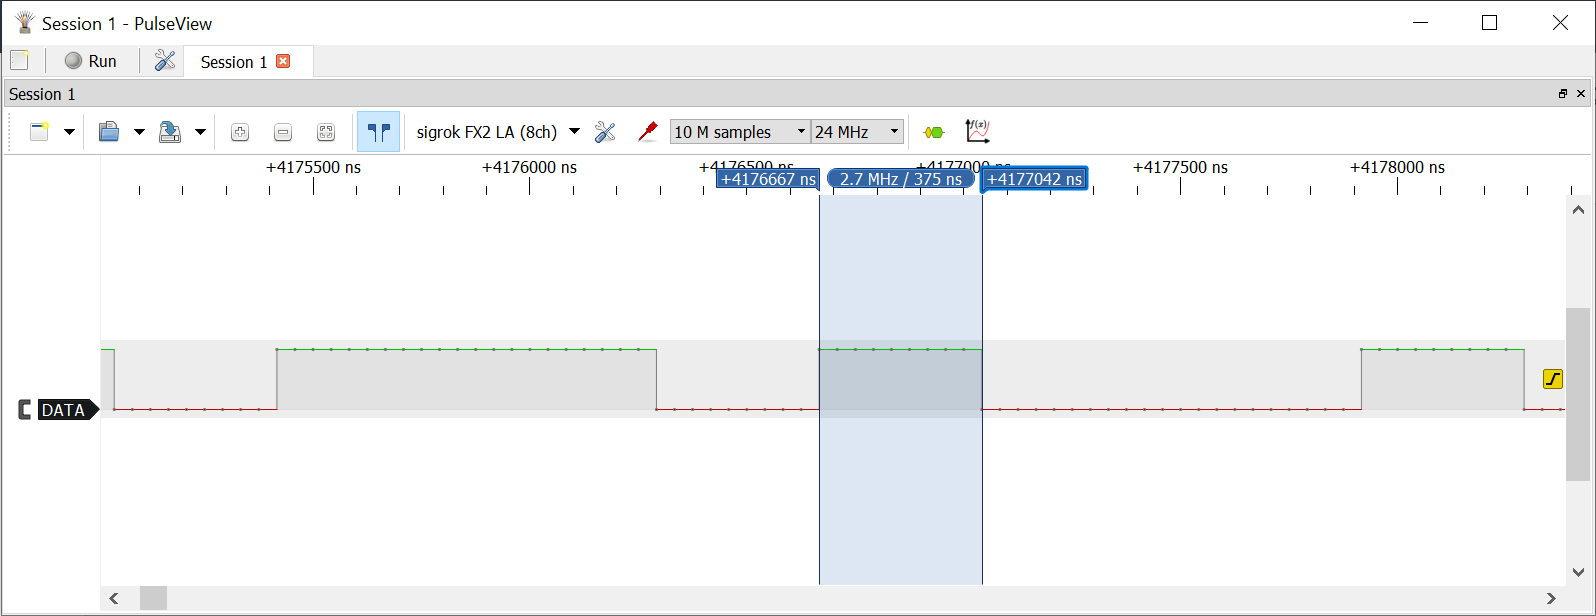 Session 1 - PulseView
Run
Session 1
Session 1
sigrok FX2 LA (8ch)
10 M samples
24 MHz
f(x)
+4175500 ns
+4176000 ns
+4176500 ns
+4177000 ns
+4177500 ns
+4178000 ns
+4176667 ns
2.7 MHz / 375 ns
+4177042 ns
DATA